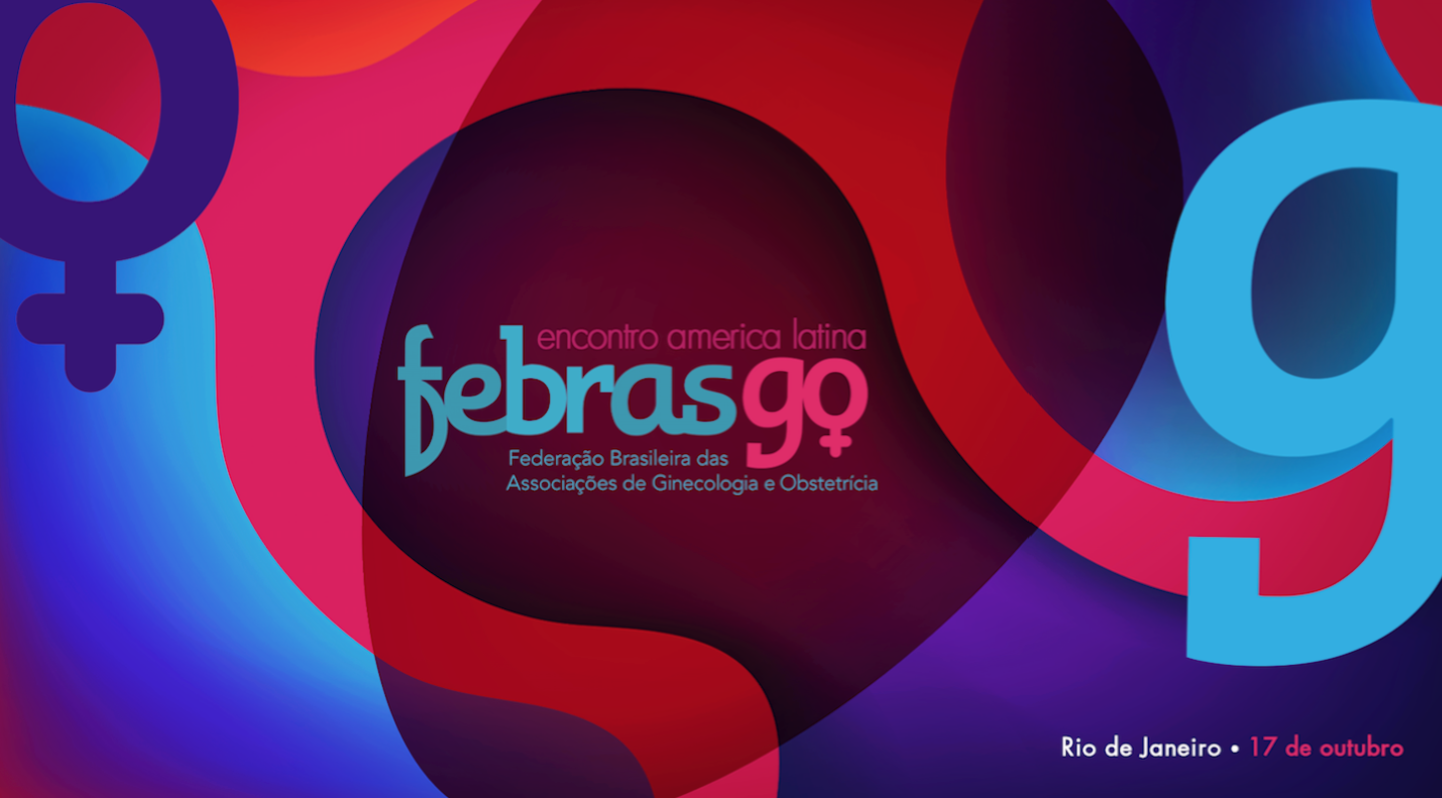 encontro america latina
febrasgo
Federação Brasileira das
Associações de Ginecologia e Obstetrícia
g
Rio de Janeiro • 17 de outubro